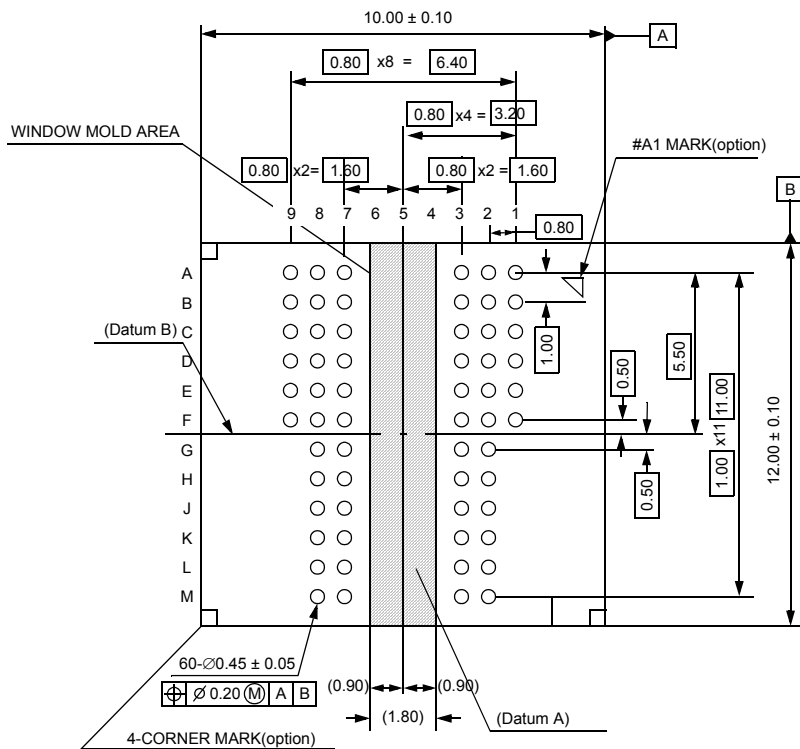 10.00 ± 0.10
A
0.80 x8 = 6.40
0.80 x4 = 3.20
WINDOW MOLD AREA
#A1 MARK(option)
0.80 x2= 1.60
0.80 x2 = 1.60
B
9 8 7 6 5 4 3 2 1
0.80
A
B
C
(Datum B)
D
E
F
G
H
J
K
L
M
1.00
0.50
5.50
0.50
1.00 x11 11.00
12.00 ± 0.10
60-∅0.45 ± 0.05
⌖ ∅ 0.20 Ⓜ A B
(0.90) (0.90)
(1.80)
(Datum A)
4-CORNER MARK(option)